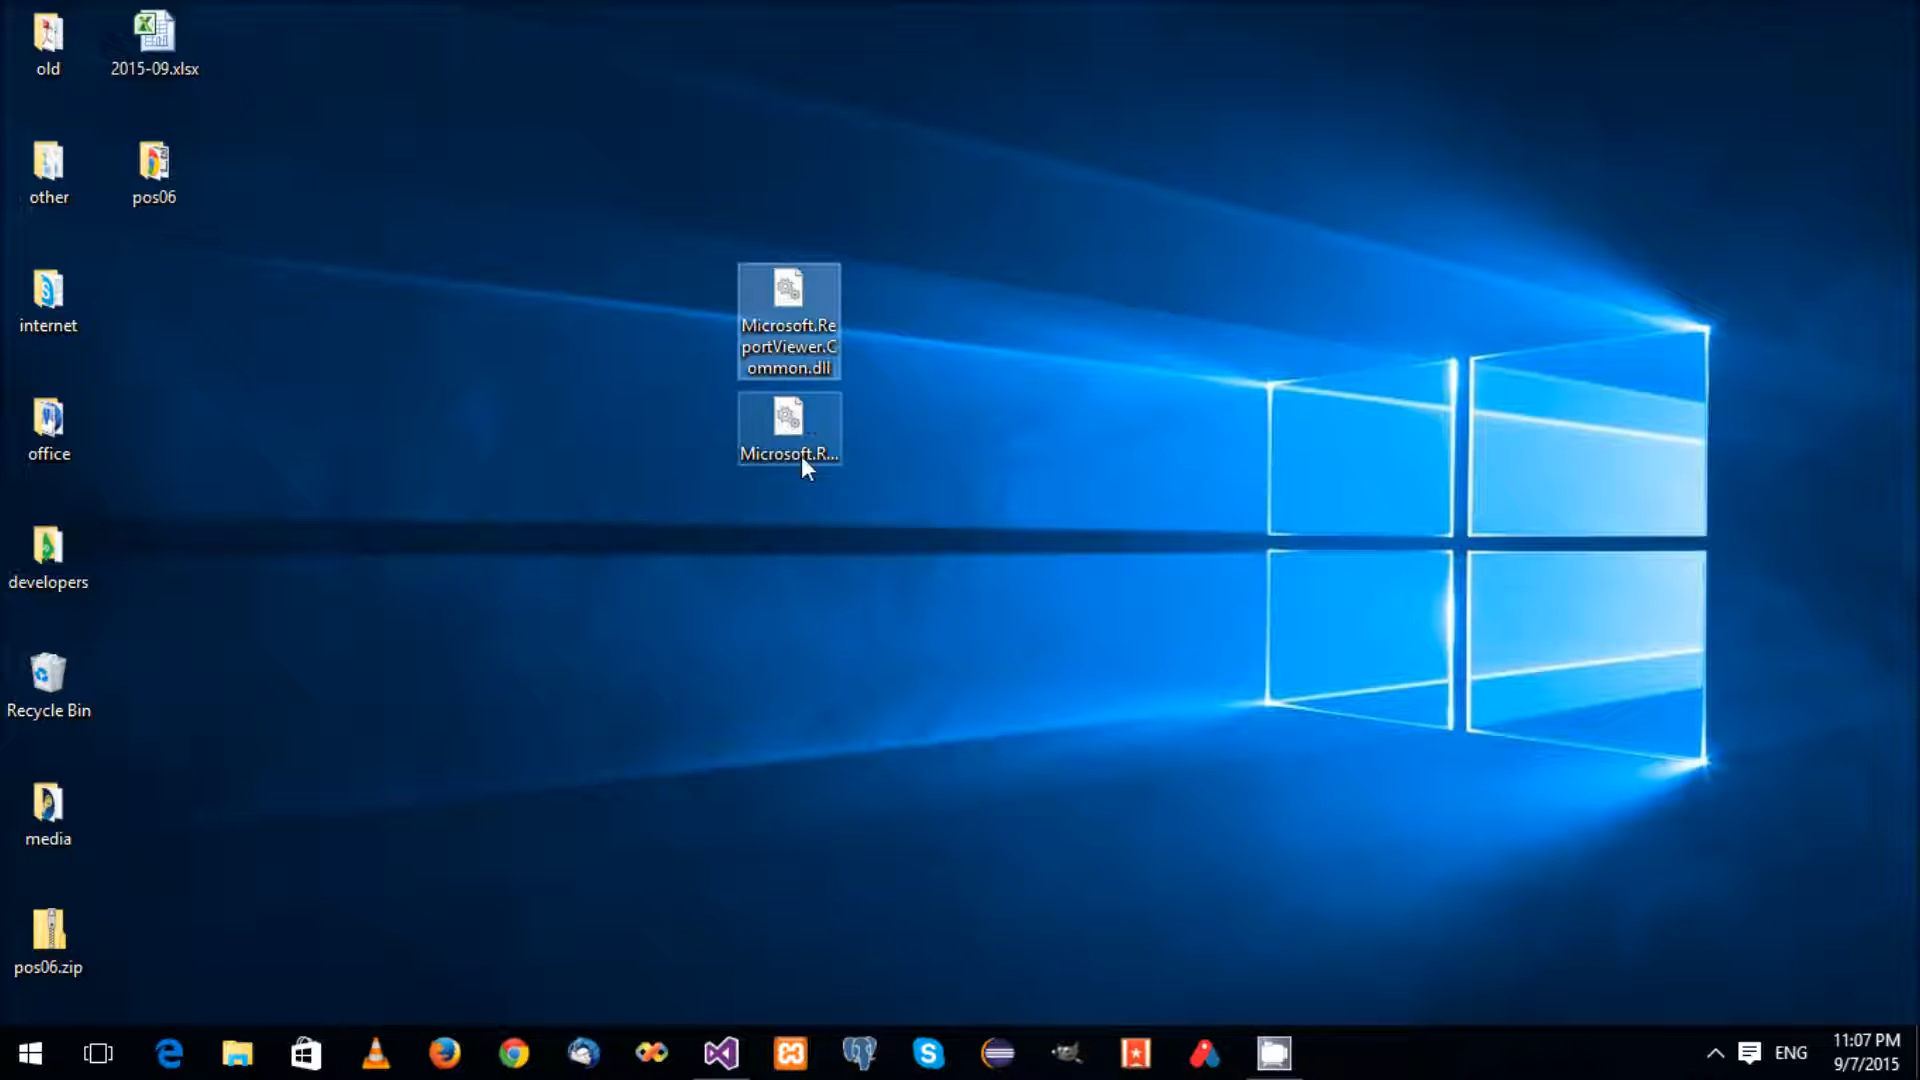 old
2015-09.xlsx
other
pos06
internet
Microsoft.Re
portViewer.C
ommon.dll
office
Microsoft.R...
developers
Recycle Bin
media
pos06.zip
ENG
11:07 PM
9/7/2015